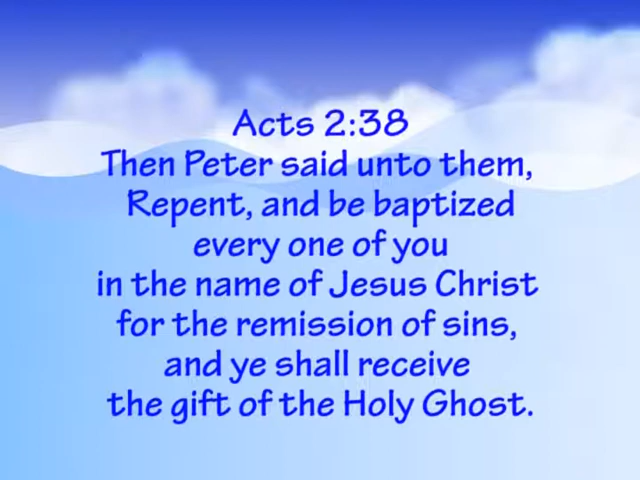 Acts 2:38
Then Peter said unto them,
Repent, and be baptized
every one of you
in the name of Jesus Christ
for the remission of sins,
and ye shall receive
the gift of the Holy Ghost.